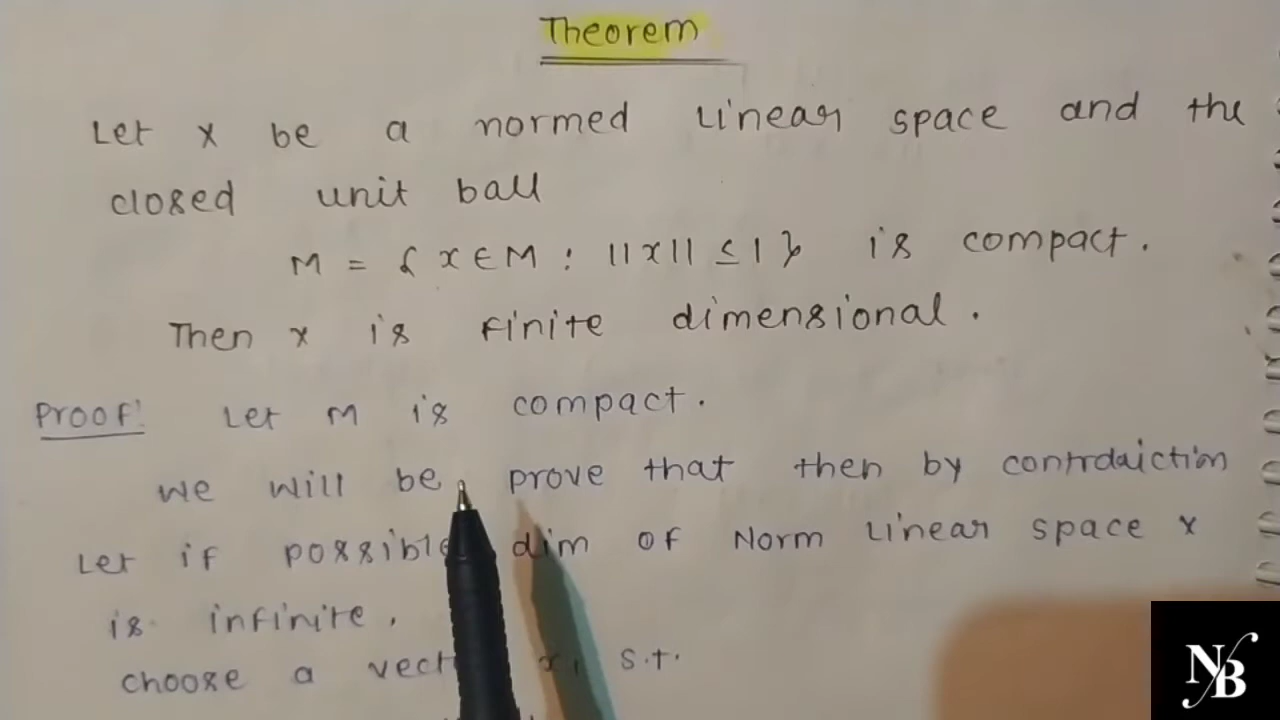 Theorem
Let x be a normed linear space and the
closed unit ball
M = { x ∈ M : ||x|| ≤ 1 } is compact.
Then x is finite dimensional.
Proof: Let M is compact.
we will be prove that then by contrdaiction
Let if possible dim of Norm linear space x
is infinite,
choose a x₁ s.t.
NB